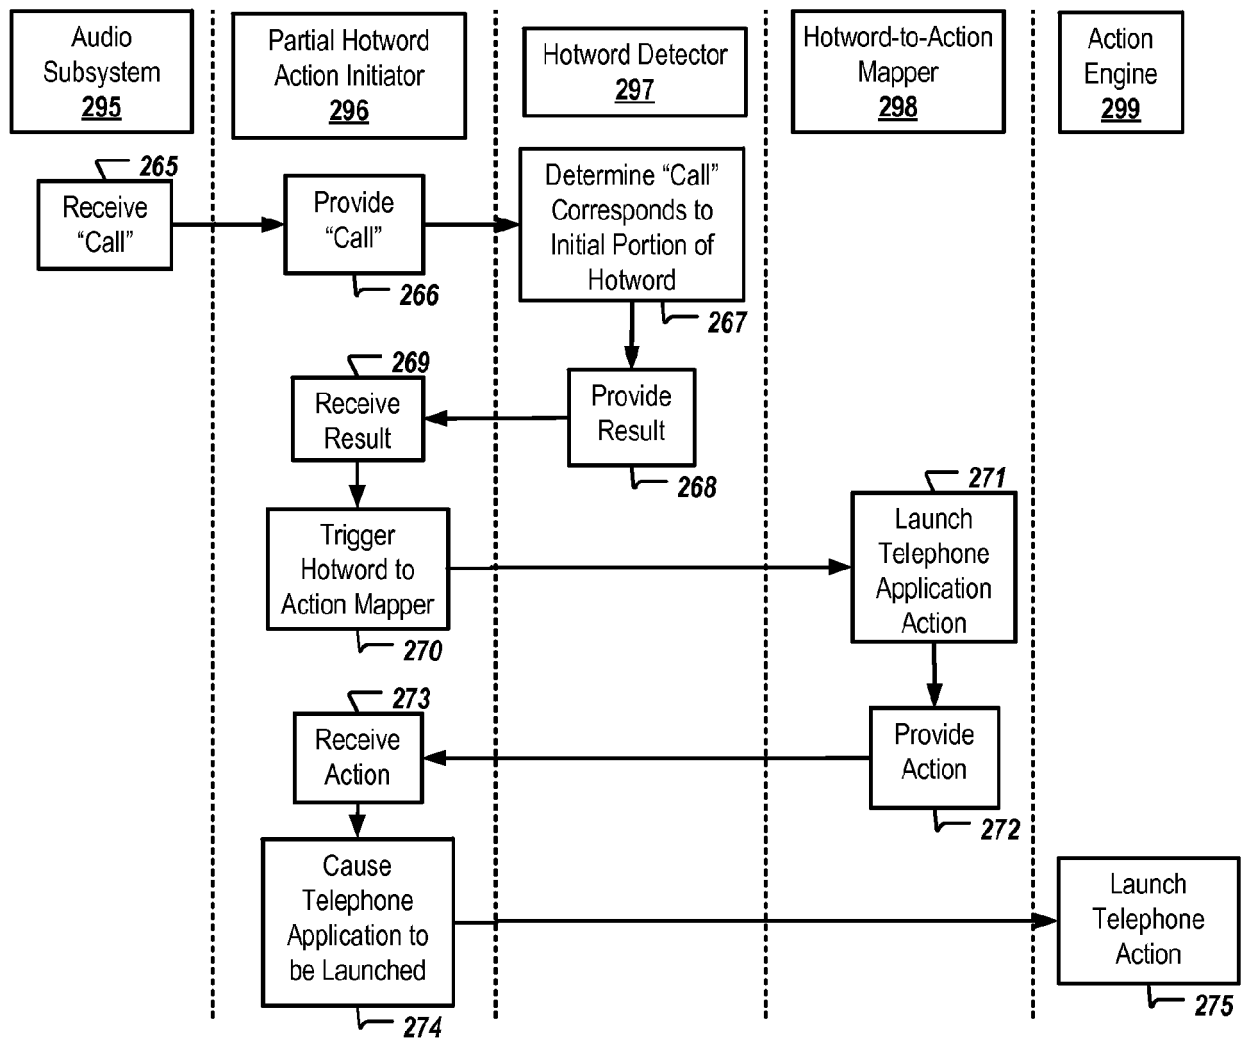 Audio
Subsystem
295
Partial Hotword
Action Initiator
296
Hotword Detector
297
Hotword-to-Action
Mapper
298
Action
Engine
299
265
Receive
“Call”
Provide
“Call”
266
Determine “Call”
Corresponds to
Initial Portion of
Hotword
267
269
Receive
Result
Provide
Result
268
Trigger
Hotword to
Action Mapper
270
271
Launch
Telephone
Application
Action
273
Receive
Action
Provide
Action
272
Cause
Telephone
Application to
be Launched
274
Launch
Telephone
Action
275